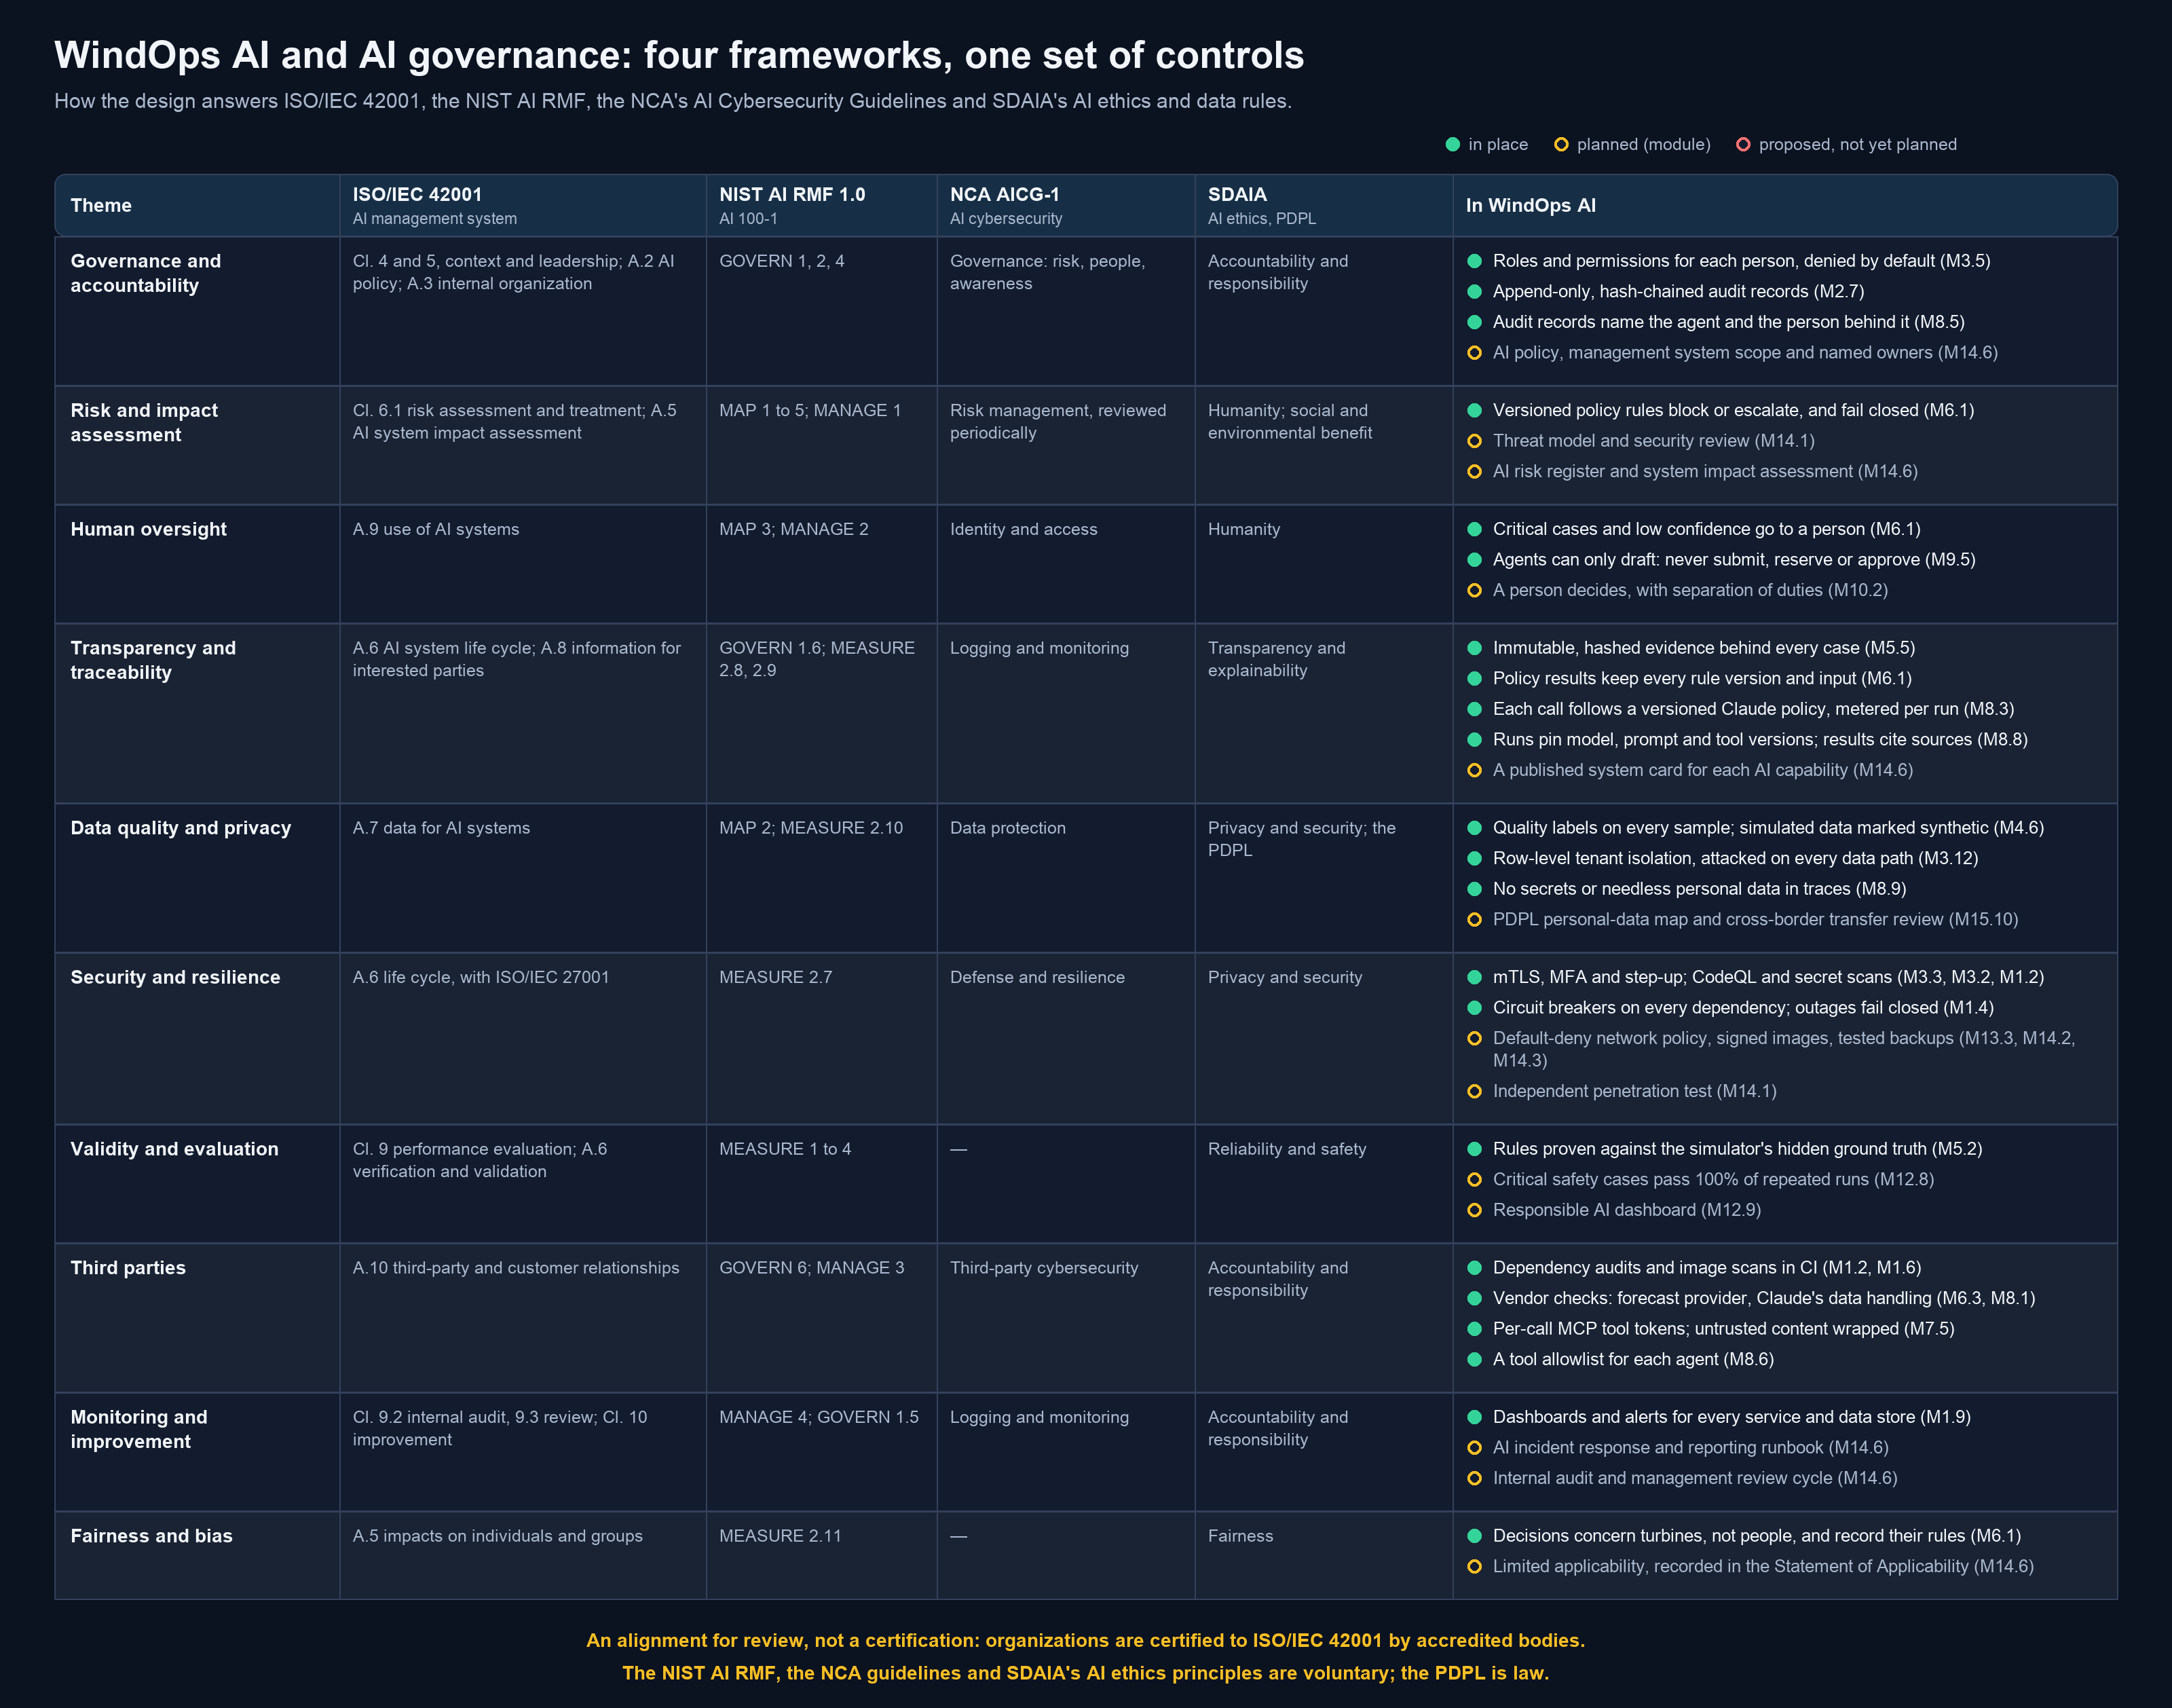 WindOps AI and AI governance: four frameworks, one set of controls
How the design answers ISO/IEC 42001, the NIST AI RMF, the NCA's AI Cybersecurity Guidelines and SDAIA's AI ethics and data rules.
in place
planned (module)
proposed, not yet planned
Theme
ISO/IEC 42001
AI management system
NIST AI RMF 1.0
AI 100-1
NCA AICG-1
AI cybersecurity
SDAIA
AI ethics, PDPL
In WindOps AI
Governance and
accountability
Cl. 4 and 5, context and leadership; A.2 AI
policy; A.3 internal organization
GOVERN 1, 2, 4
Governance: risk, people,
awareness
Accountability and
responsibility
Roles and permissions for each person, denied by default (M3.5)
Append-only, hash-chained audit records (M2.7)
Audit records name the agent and the person behind it (M8.5)
AI policy, management system scope and named owners (M14.6)
Risk and impact
assessment
Cl. 6.1 risk assessment and treatment; A.5
AI system impact assessment
MAP 1 to 5; MANAGE 1
Risk management, reviewed
periodically
Humanity; social and
environmental benefit
Versioned policy rules block or escalate, and fail closed (M6.1)
Threat model and security review (M14.1)
AI risk register and system impact assessment (M14.6)
Human oversight
A.9 use of AI systems
MAP 3; MANAGE 2
Identity and access
Humanity
Critical cases and low confidence go to a person (M6.1)
Agents can only draft: never submit, reserve or approve (M9.5)
A person decides, with separation of duties (M10.2)
Transparency and
traceability
A.6 AI system life cycle; A.8 information for
interested parties
GOVERN 1.6; MEASURE
2.8, 2.9
Logging and monitoring
Transparency and
explainability
Immutable, hashed evidence behind every case (M5.5)
Policy results keep every rule version and input (M6.1)
Each call follows a versioned Claude policy, metered per run (M8.3)
Runs pin model, prompt and tool versions; results cite sources (M8.8)
A published system card for each AI capability (M14.6)
Data quality and privacy
A.7 data for AI systems
MAP 2; MEASURE 2.10
Data protection
Privacy and security; the
PDPL
Quality labels on every sample; simulated data marked synthetic (M4.6)
Row-level tenant isolation, attacked on every data path (M3.12)
No secrets or needless personal data in traces (M8.9)
PDPL personal-data map and cross-border transfer review (M15.10)
Security and resilience
A.6 life cycle, with ISO/IEC 27001
MEASURE 2.7
Defense and resilience
Privacy and security
mTLS, MFA and step-up; CodeQL and secret scans (M3.3, M3.2, M1.2)
Circuit breakers on every dependency; outages fail closed (M1.4)
Default-deny network policy, signed images, tested backups (M13.3, M14.2,
M14.3)
Independent penetration test (M14.1)
Validity and evaluation
Cl. 9 performance evaluation; A.6
verification and validation
MEASURE 1 to 4
—
Reliability and safety
Rules proven against the simulator's hidden ground truth (M5.2)
Critical safety cases pass 100% of repeated runs (M12.8)
Responsible AI dashboard (M12.9)
Third parties
A.10 third-party and customer relationships
GOVERN 6; MANAGE 3
Third-party cybersecurity
Accountability and
responsibility
Dependency audits and image scans in CI (M1.2, M1.6)
Vendor checks: forecast provider, Claude's data handling (M6.3, M8.1)
Per-call MCP tool tokens; untrusted content wrapped (M7.5)
A tool allowlist for each agent (M8.6)
Monitoring and
improvement
Cl. 9.2 internal audit, 9.3 review; Cl. 10
improvement
MANAGE 4; GOVERN 1.5
Logging and monitoring
Accountability and
responsibility
Dashboards and alerts for every service and data store (M1.9)
AI incident response and reporting runbook (M14.6)
Internal audit and management review cycle (M14.6)
Fairness and bias
A.5 impacts on individuals and groups
MEASURE 2.11
—
Fairness
Decisions concern turbines, not people, and record their rules (M6.1)
Limited applicability, recorded in the Statement of Applicability (M14.6)
An alignment for review, not a certification: organizations are certified to ISO/IEC 42001 by accredited bodies.
The NIST AI RMF, the NCA guidelines and SDAIA's AI ethics principles are voluntary; the PDPL is law.